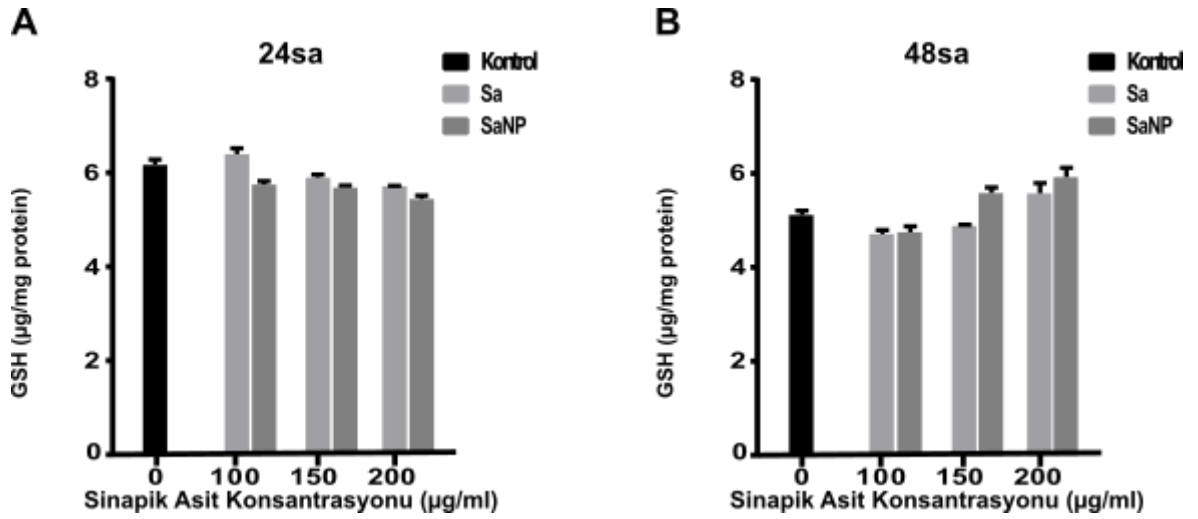 A
24sa
Kontrol
Sa
SaNP
8
6
4
2
0
GSH (µg/mg protein)
0 100 150 200
Sinapik Asit Konsantrasyonu (µg/ml)
B
48sa
Kontrol
Sa
SaNP
8
6
4
2
0
GSH (µg/mg protein)
0 100 150 200
Sinapik Asit Konsantrasyonu (µg/ml)